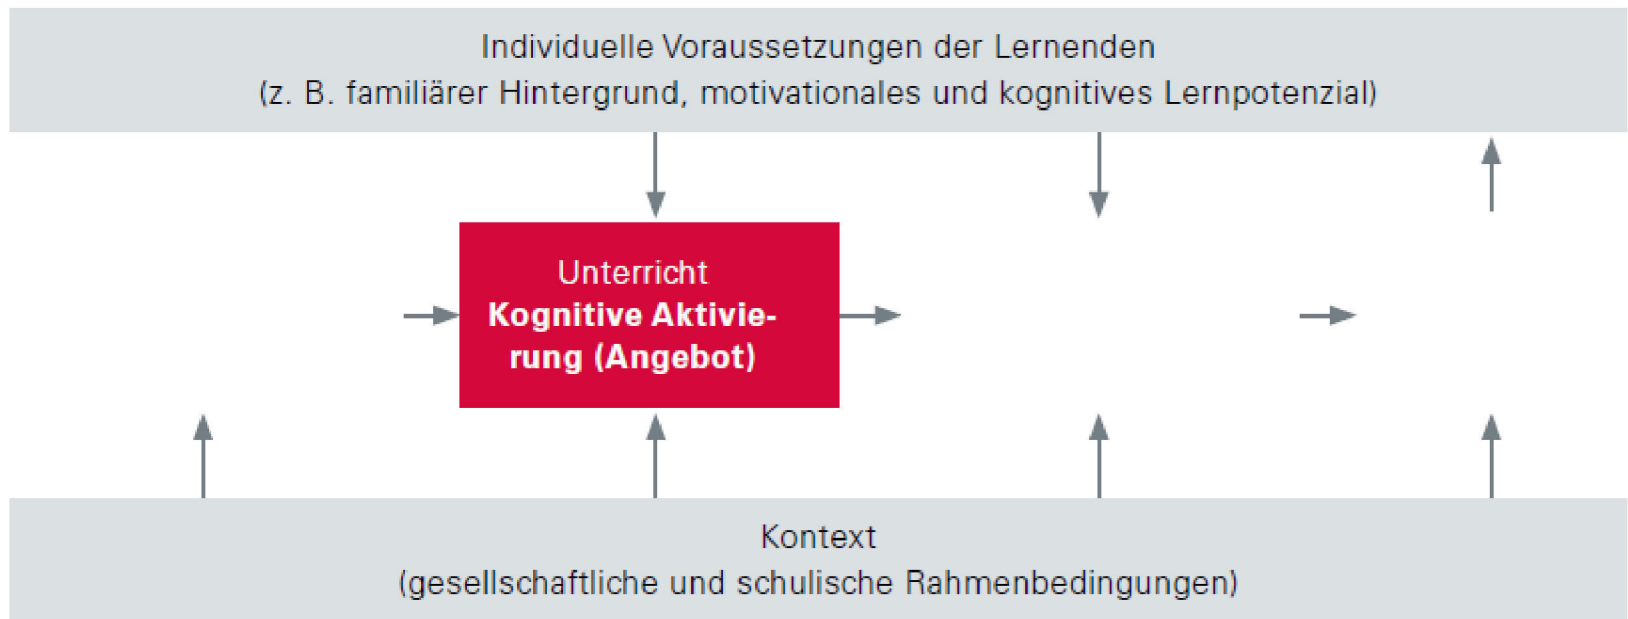 Individuelle Voraussetzungen der Lernenden
(z. B. familiärer Hintergrund, motivationales und kognitives Lernpotenzial)
Unterricht
Kognitive Aktivie-
rung (Angebot)
Kontext
(gesellschaftliche und schulische Rahmenbedingungen)